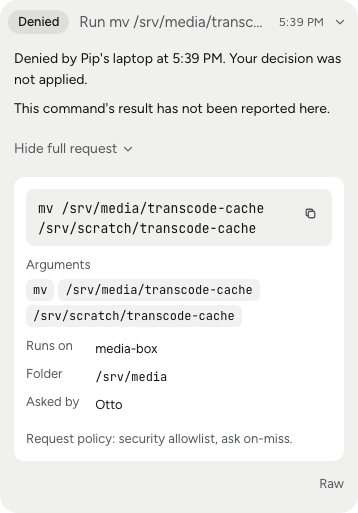 Denied Run mv /srv/media/transc... 5:39 PM
Denied by Pip's laptop at 5:39 PM. Your decision was
not applied.
This command's result has not been reported here.
Hide full request
mv /srv/media/transcode-cache
/srv/scratch/transcode-cache
Arguments
mv /srv/media/transcode-cache
/srv/scratch/transcode-cache
Runs on media-box
Folder /srv/media
Asked by Otto
Request policy: security allowlist, ask on-miss.
Raw